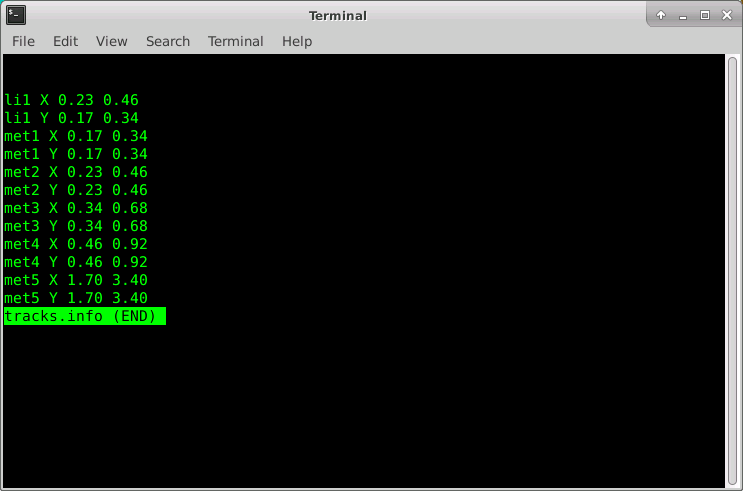 Terminal
File Edit View Search Terminal Help
li1 X 0.23 0.46
li1 Y 0.17 0.34
met1 X 0.17 0.34
met1 Y 0.17 0.34
met2 X 0.23 0.46
met2 Y 0.23 0.46
met3 X 0.34 0.68
met3 Y 0.34 0.68
met4 X 0.46 0.92
met4 Y 0.46 0.92
met5 X 1.70 3.40
met5 Y 1.70 3.40
tracks.info (END)